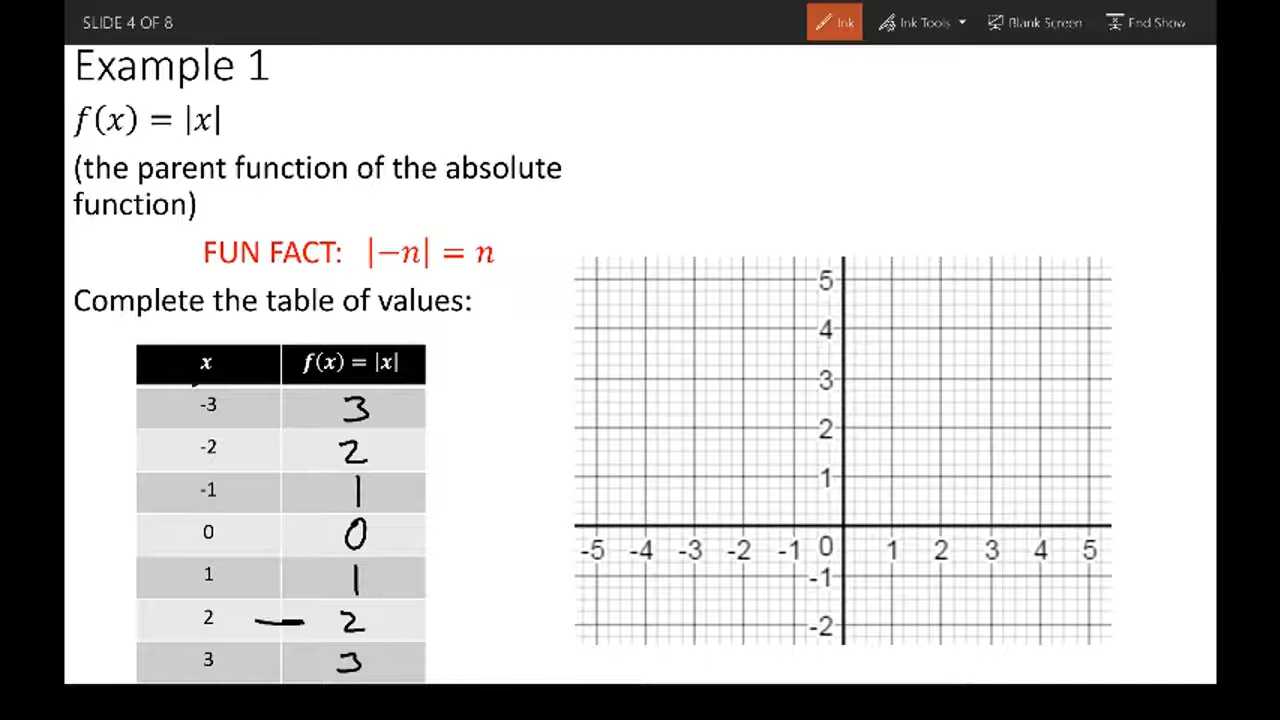 SLIDE 4 OF 8 Ink Ink Tools Blank Screen End Show
Example 1
f(x) = |x|
(the parent function of the absolute
function)
FUN FACT: |−n| = n
Complete the table of values:
x f(x) = |x|
-3 3
-2 2
-1 1
0 0
1 1
2 — 2
3 3
5
4
3
2
1
-5 -4 -3 -2 -1 0 1 2 3 4 5
-1
-2